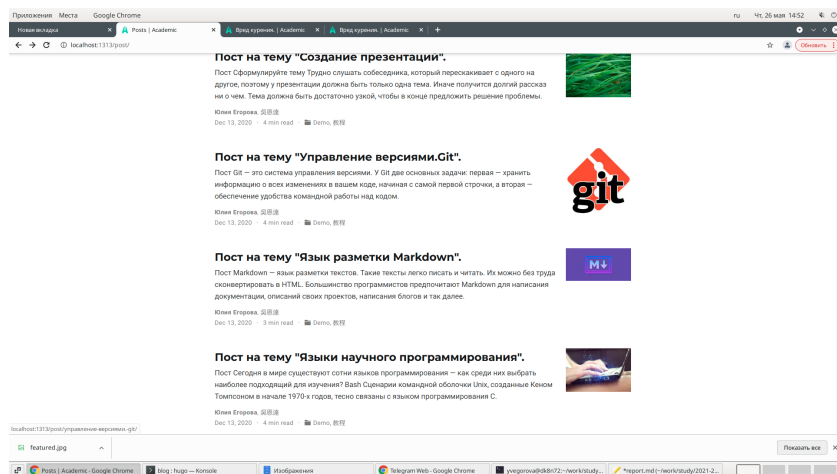 Приложения Места Google Chrome ru Чт, 26 мая 14:52
Новая вкладка × Posts | Academic × Вред курения. | Academic × Вред курения. | Academic × +
localhost:1313/post/ Обновить
Пост на тему "Создание презентации".
Пост Сформулируйте тему Трудно слушать собеседника, который перескакивает с одного на
другое, поэтому у презентации должна быть только одна тема. Иначе получится долгий рассказ
ни о чем. Тема должна быть достаточно узкой, чтобы в конце предложить решение проблемы.
Юлия Егорова, 吳恩達
Dec 13, 2020 · 4 min read · Demo, 教程
Пост на тему "Управление версиями.Git".
Пост Git — это система управления версиями. У Git две основных задачи: первая — хранить
информацию о всех изменениях в вашем коде, начиная с самой первой строчки, а вторая —
обеспечение удобства командной работы над кодом.
Юлия Егорова, 吳恩達
Dec 13, 2020 · 4 min read · Demo, 教程
git
Пост на тему "Язык разметки Markdown".
Пост Markdown — язык разметки текстов. Такие тексты легко писать и читать. Их можно без труда
сконвертировать в HTML. Большинство программистов предпочитают Markdown для написания
документации, описаний своих проектов, написания блогов и так далее.
Юлия Егорова, 吳恩達
Dec 13, 2020 · 3 min read · Demo, 教程
M↓
Пост на тему "Языки научного программирования".
Пост Сегодня в мире существуют сотни языков программирования — как среди них выбрать
наиболее подходящий для изучения? Bash Сценарии командной оболочки Unix, созданные Кеном
Томпсоном в начале 1970-х годов, тесно связаны с языком программирования C.
Юлия Егорова, 吳恩達
Dec 13, 2020 · 4 min read · Demo, 教程
localhost:1313/post/управление-версиями.-git/
featured.jpg Показать все ×
Posts | Academic - Google Chrome blog : hugo — Konsole Изображения Telegram Web - Google Chrome yvegorova@dk8n72:~/work/study... *report.md (~/work/study/2021-2...